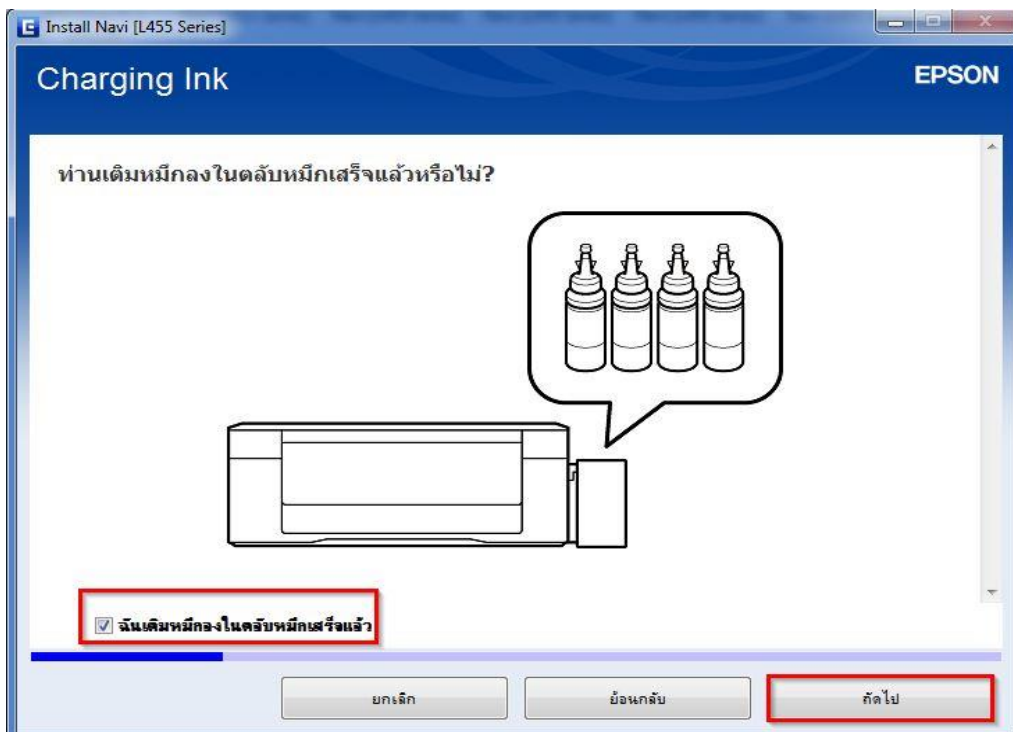 Install Navi [L455 Series]
Charging Ink
EPSON
ท่านเติมหมึกลงในตลับหมึกเสร็จแล้วหรือไม่?
ฉันเติมหมึกลงในตลับหมึกเสร็จแล้ว
ยกเลิก
ย้อนกลับ
ถัดไป